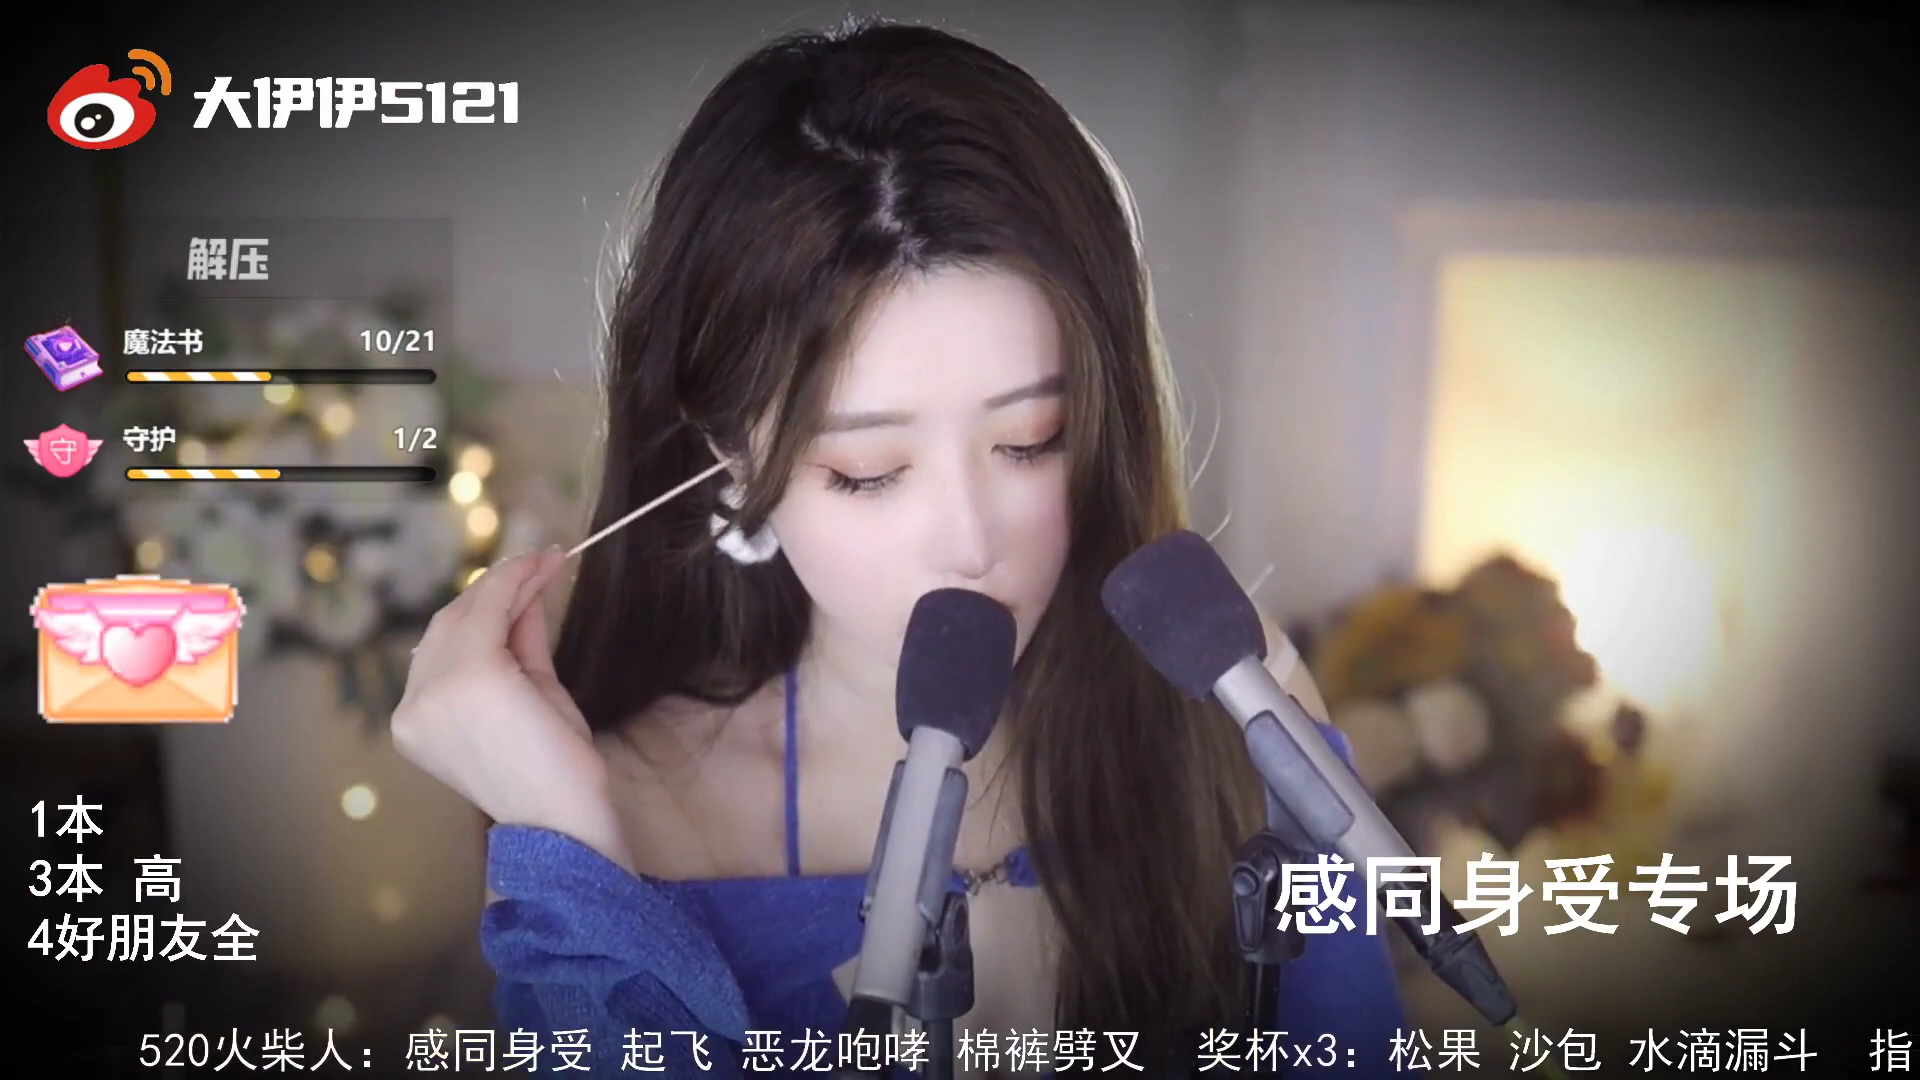 大伊伊5121
解压
魔法书 10/21
守 守护 1/2
1本
3本 高
4好朋友全
感同身受专场
520火柴人：感同身受 起飞 恶龙咆哮 棉裤劈叉 奖杯x3：松果 沙包 水滴漏斗 指